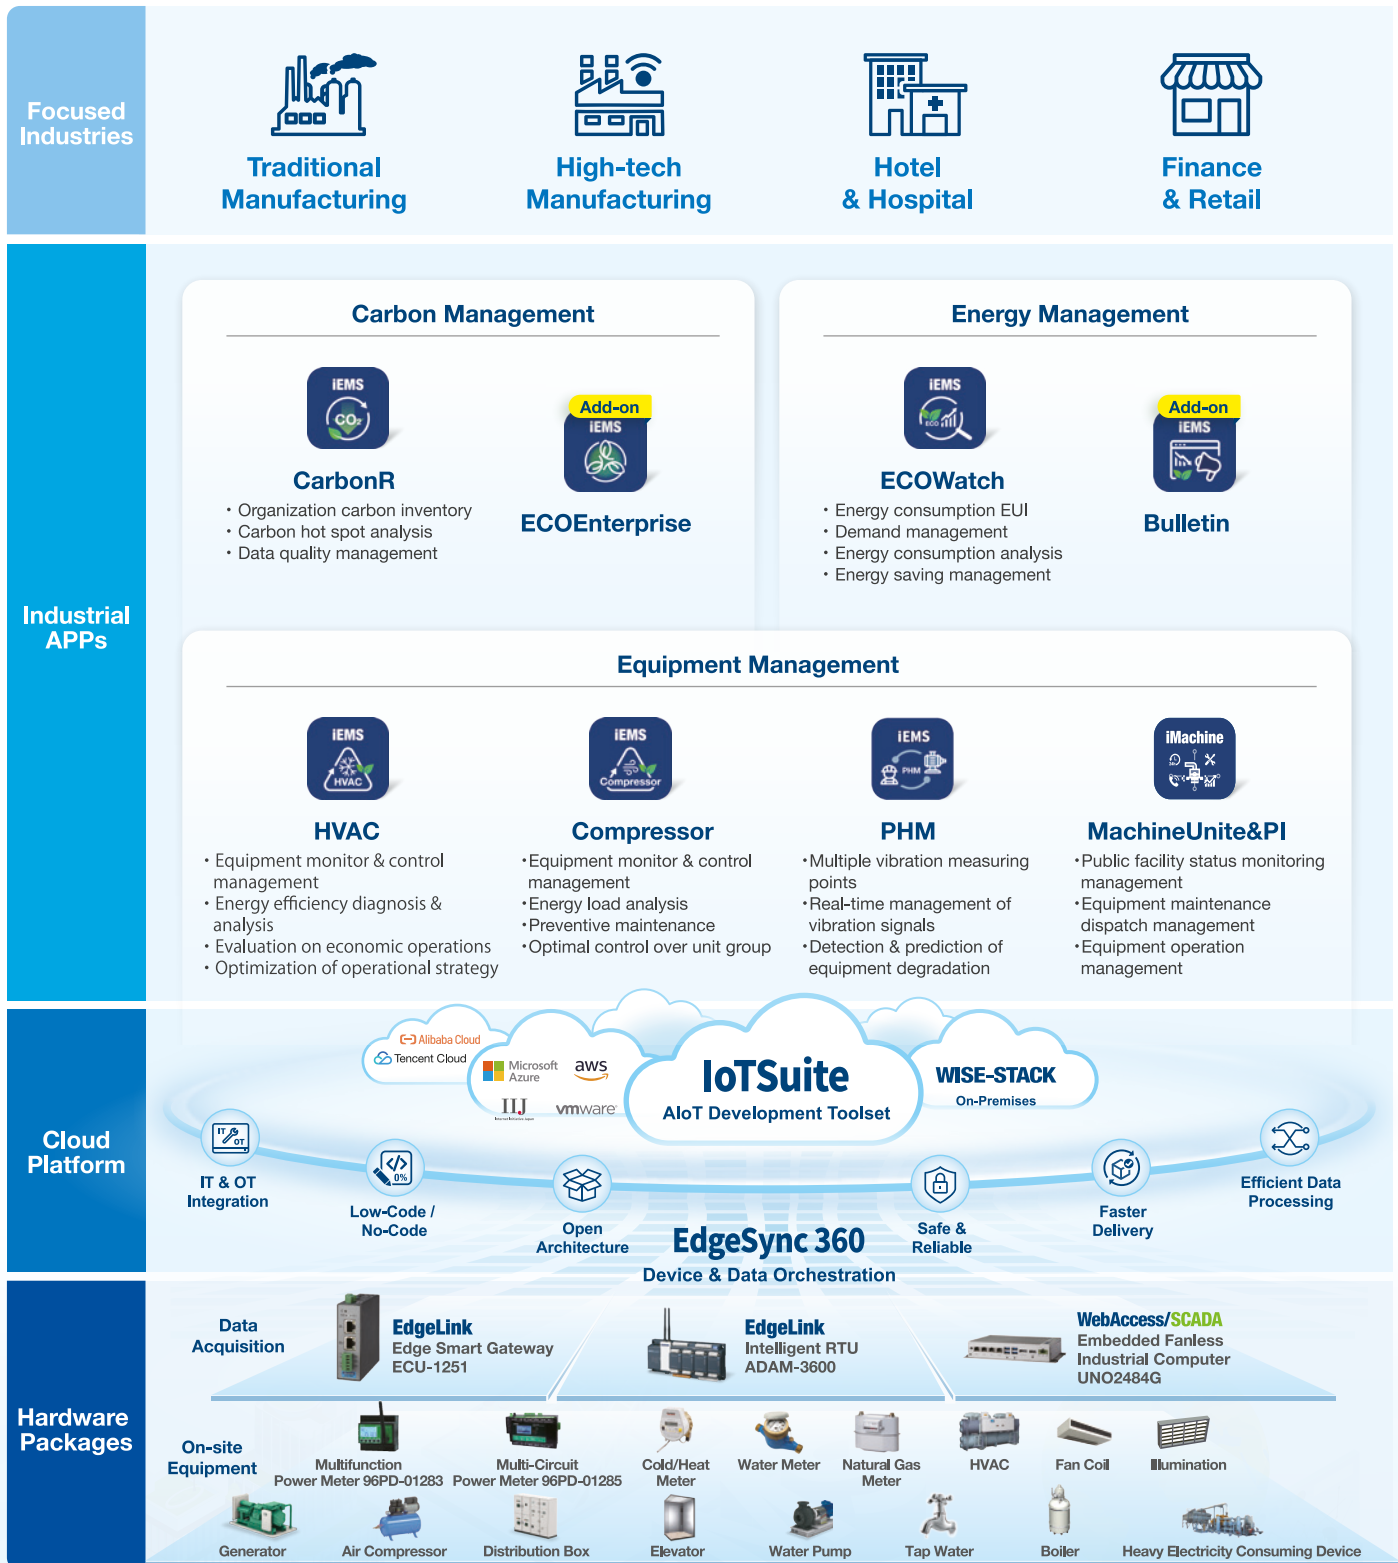 Focused
Industries
Traditional
Manufacturing
High-tech
Manufacturing
Hotel
& Hospital
Finance
& Retail
Industrial
APPs
Carbon Management
iEMS
CO₂
CarbonR
• Organization carbon inventory
• Carbon hot spot analysis
• Data quality management
Add-on
iEMS
ECOEnterprise
Energy Management
iEMS
ECO
ECOWatch
• Energy consumption EUI
• Demand management
• Energy consumption analysis
• Energy saving management
Add-on
iEMS
Bulletin
Equipment Management
iEMS
HVAC
HVAC
• Equipment monitor & control
management
• Energy efficiency diagnosis &
analysis
• Evaluation on economic operations
• Optimization of operational strategy
iEMS
Compressor
Compressor
• Equipment monitor & control
management
• Energy load analysis
• Preventive maintenance
• Optimal control over unit group
iEMS
PHM
PHM
• Multiple vibration measuring
points
• Real-time management of
vibration signals
• Detection & prediction of
equipment degradation
iMachine
MachineUnite&PI
• Public facility status monitoring
management
• Equipment maintenance
dispatch management
• Equipment operation
management
Cloud
Platform
Alibaba Cloud
Tencent Cloud
Microsoft
Azure
aws
IIJ
Internet Initiative Japan
vmware
IoTSuite
AIoT Development Toolset
WISE-STACK
On-Premises
IT
OT
IT & OT
Integration
0%
Low-Code /
No-Code
Open
Architecture
EdgeSync 360
Device & Data Orchestration
Safe &
Reliable
Faster
Delivery
Efficient Data
Processing
Hardware
Packages
Data
Acquisition
EdgeLink
Edge Smart Gateway
ECU-1251
EdgeLink
Intelligent RTU
ADAM-3600
WebAccess/SCADA
Embedded Fanless
Industrial Computer
UNO2484G
On-site
Equipment
Multifunction
Power Meter 96PD-01283
Multi-Circuit
Power Meter 96PD-01285
Cold/Heat
Meter
Water Meter
Natural Gas
Meter
HVAC
Fan Coil
Illumination
Generator
Air Compressor
Distribution Box
Elevator
Water Pump
Tap Water
Boiler
Heavy Electricity Consuming Device